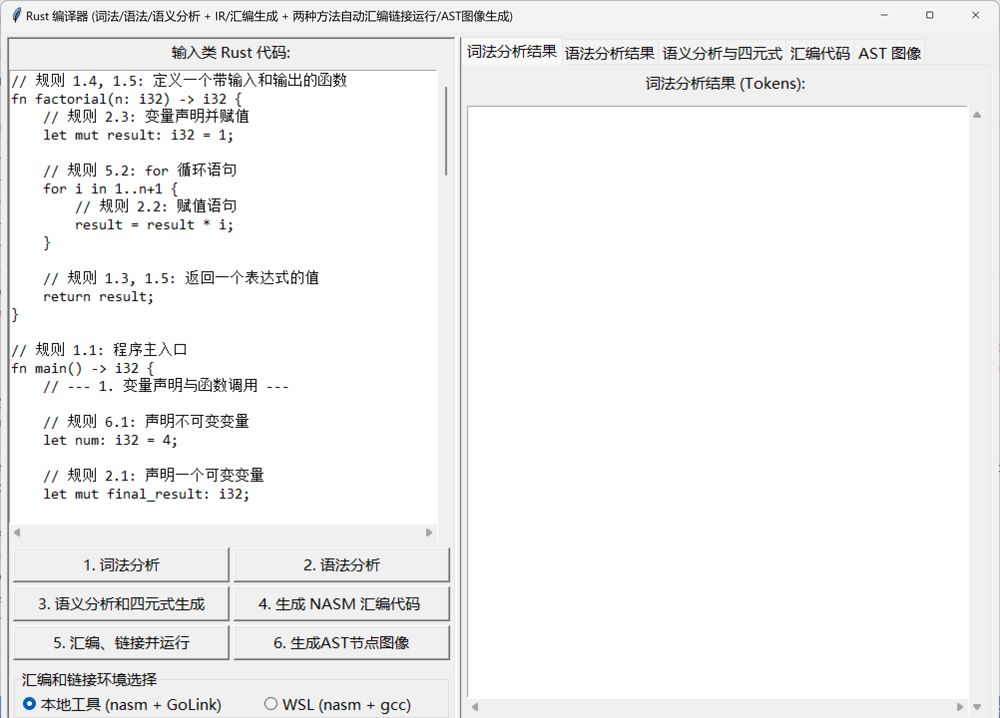 Rust 编译器 (词法/语法/语义分析 + IR/汇编生成 + 两种方法自动汇编链接运行/AST图像生成)
输入类 Rust 代码:
// 规则 1.4, 1.5: 定义一个带输入和输出的函数
fn factorial(n: i32) -> i32 {
    // 规则 2.3: 变量声明并赋值
    let mut result: i32 = 1;

    // 规则 5.2: for 循环语句
    for i in 1..n+1 {
        // 规则 2.2: 赋值语句
        result = result * i;
    }

    // 规则 1.3, 1.5: 返回一个表达式的值
    return result;
}

// 规则 1.1: 程序主入口
fn main() -> i32 {
    // --- 1. 变量声明与函数调用 ---

    // 规则 6.1: 声明不可变变量
    let num: i32 = 4;

    // 规则 2.1: 声明一个可变变量
    let mut final_result: i32;
1. 词法分析
2. 语法分析
3. 语义分析和四元式生成
4. 生成 NASM 汇编代码
5. 汇编、链接并运行
6. 生成AST节点图像
汇编和链接环境选择
本地工具 (nasm + GoLink)
WSL (nasm + gcc)
词法分析结果
语法分析结果
语义分析与四元式
汇编代码
AST 图像
词法分析结果 (Tokens):